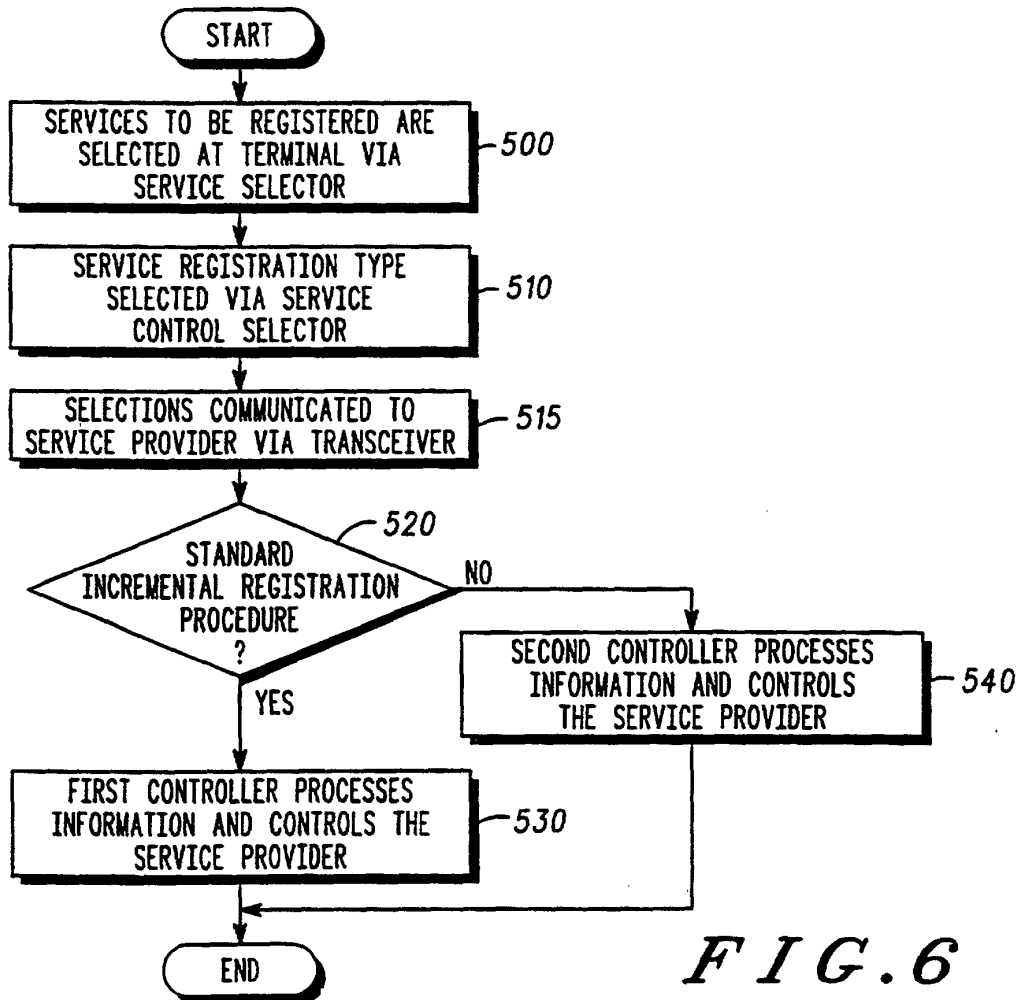 START
SERVICES TO BE REGISTERED ARE
SELECTED AT TERMINAL VIA
SERVICE SELECTOR
500
SERVICE REGISTRATION TYPE
SELECTED VIA SERVICE
CONTROL SELECTOR
510
SELECTIONS COMMUNICATED TO
SERVICE PROVIDER VIA TRANSCEIVER
515
520
STANDARD
INCREMENTAL REGISTRATION
PROCEDURE
?
NO
YES
SECOND CONTROLLER PROCESSES
INFORMATION AND CONTROLS
THE SERVICE PROVIDER
540
FIRST CONTROLLER PROCESSES
INFORMATION AND CONTROLS THE
SERVICE PROVIDER
530
END
FIG.6